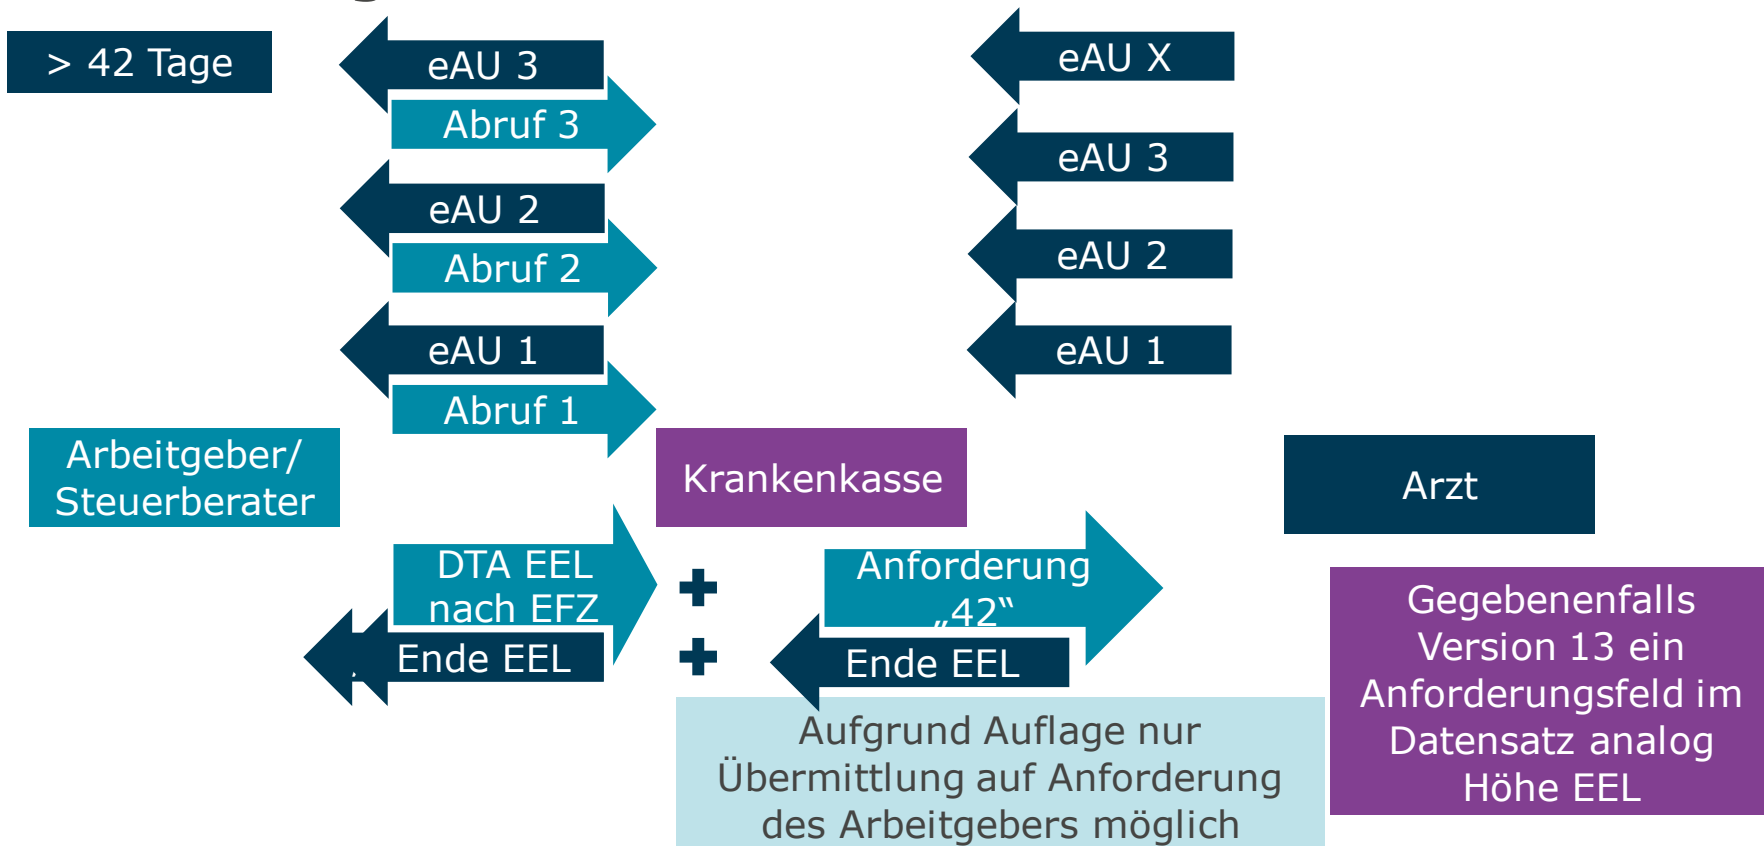 > 42 Tage
eAU 3
Abruf 3
eAU 2
Abruf 2
eAU 1
Abruf 1
eAU X
eAU 3
eAU 2
eAU 1
Arbeitgeber/
Steuerberater
Krankenkasse
Arzt
DTA EEL
nach EFZ
Ende EEL
+
+
Anforderung
„42“
Ende EEL
Aufgrund Auflage nur
Übermittlung auf Anforderung
des Arbeitgebers möglich
Gegebenenfalls
Version 13 ein
Anforderungsfeld im
Datensatz analog
Höhe EEL